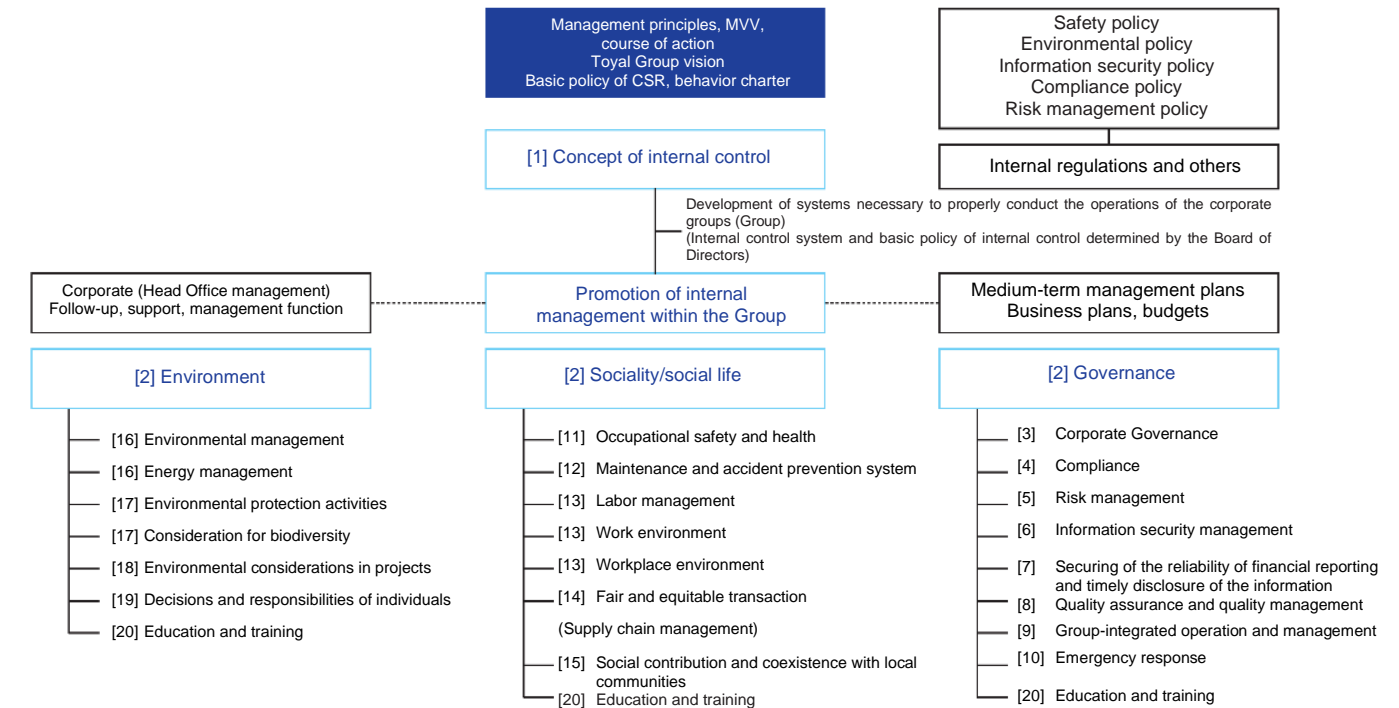 Management principles, MVV,
course of action
Toyal Group vision
Basic policy of CSR, behavior charter
Safety policy
Environmental policy
Information security policy
Compliance policy
Risk management policy
[1] Concept of internal control
Internal regulations and others
Development of systems necessary to properly conduct the operations of the corporate
groups (Group)
(Internal control system and basic policy of internal control determined by the Board of
Directors)
Corporate (Head Office management)
Follow-up, support, management function
Promotion of internal
management within the Group
Medium-term management plans
Business plans, budgets
[2] Environment
[16] Environmental management
[16] Energy management
[17] Environmental protection activities
[17] Consideration for biodiversity
[18] Environmental considerations in projects
[19] Decisions and responsibilities of individuals
[20] Education and training
[2] Sociality/social life
[11] Occupational safety and health
[12] Maintenance and accident prevention system
[13] Labor management
[13] Work environment
[13] Workplace environment
[14] Fair and equitable transaction
(Supply chain management)
[15] Social contribution and coexistence with local
communities
[20] Education and training
[2] Governance
[3] Corporate Governance
[4] Compliance
[5] Risk management
[6] Information security management
[7] Securing of the reliability of financial reporting
and timely disclosure of the information
[8] Quality assurance and quality management
[9] Group-integrated operation and management
[10] Emergency response
[20] Education and training